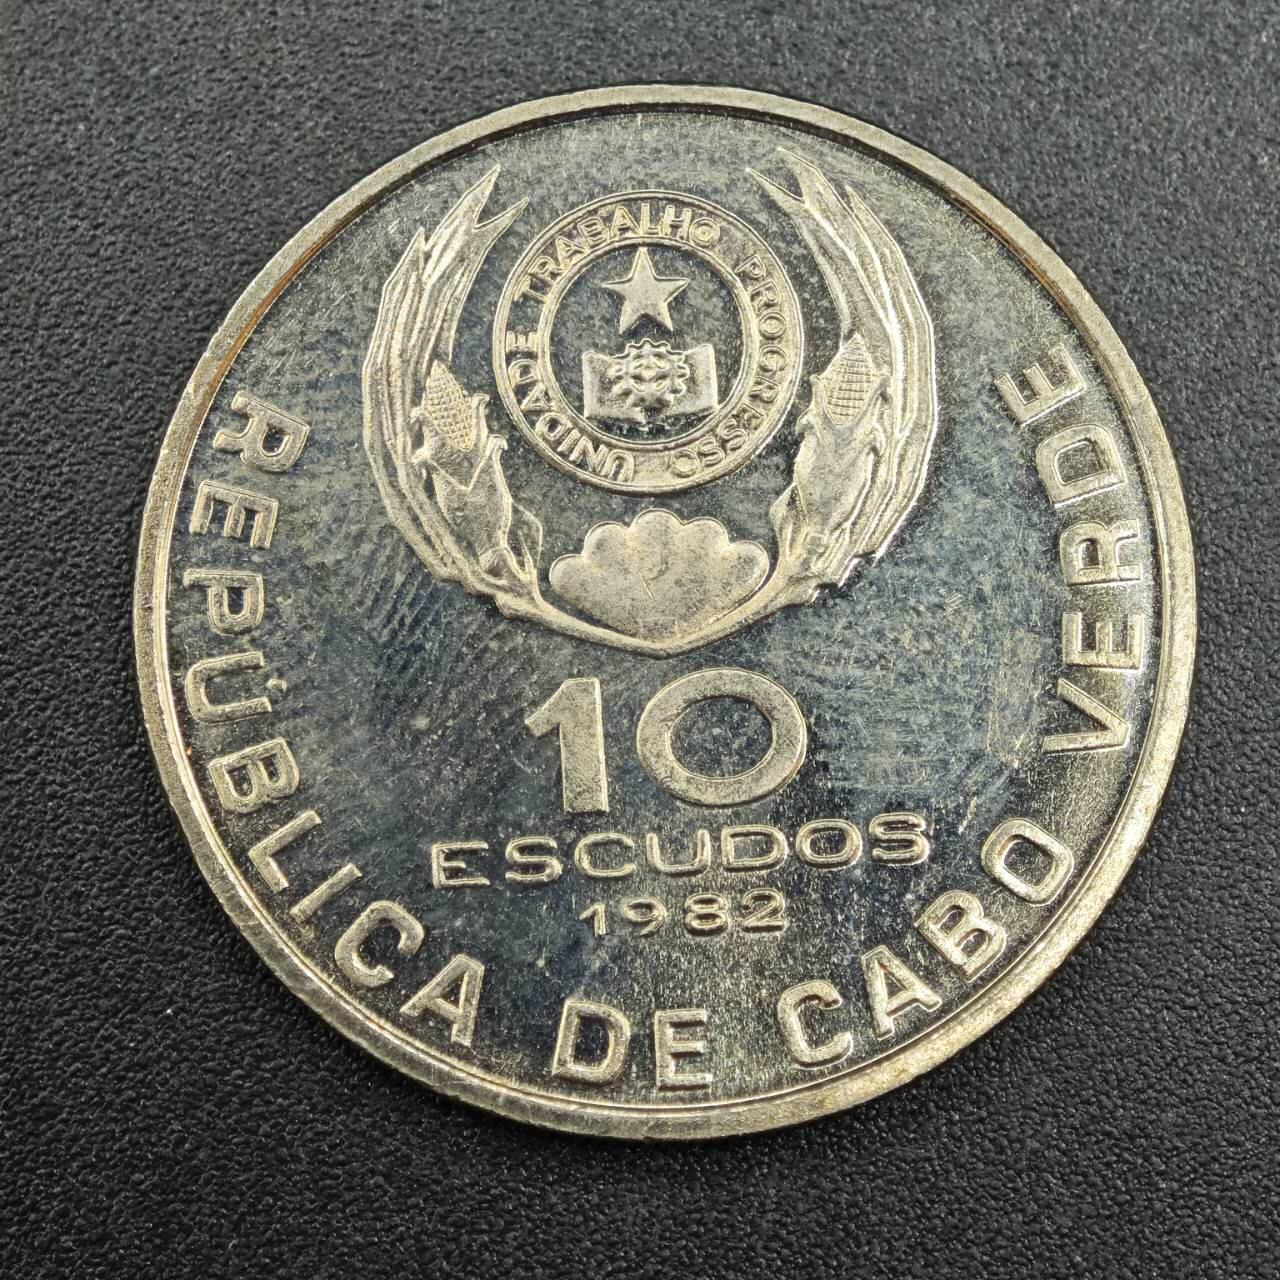 UNIDADE TRABALHO PROGRESSO
10
ESCUDOS
1982
REPÚBLICA DE CABO VERDE